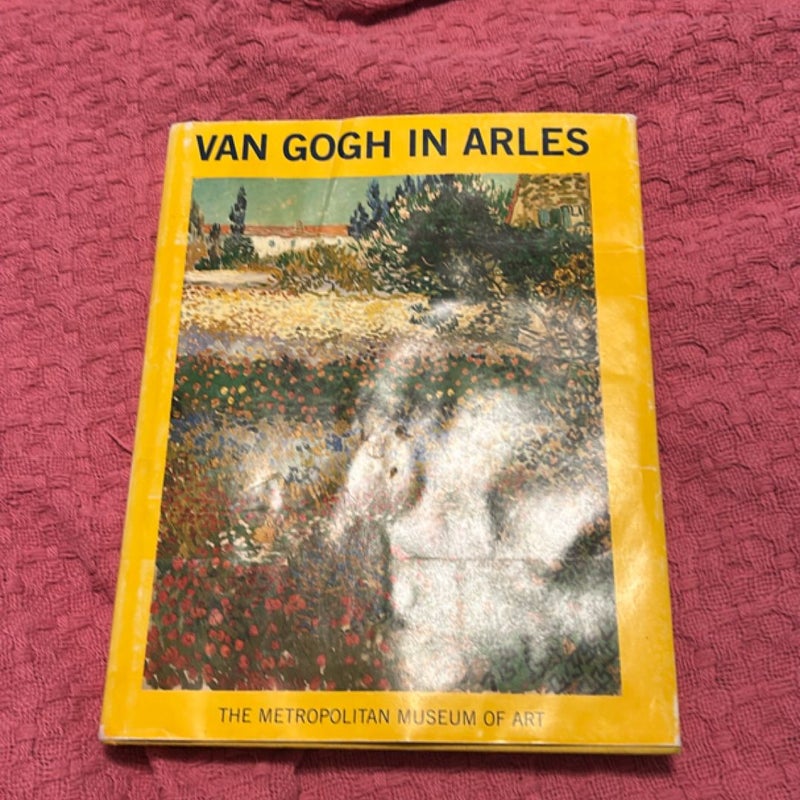 VAN GOGH IN ARLES
THE METROPOLITAN MUSEUM OF ART